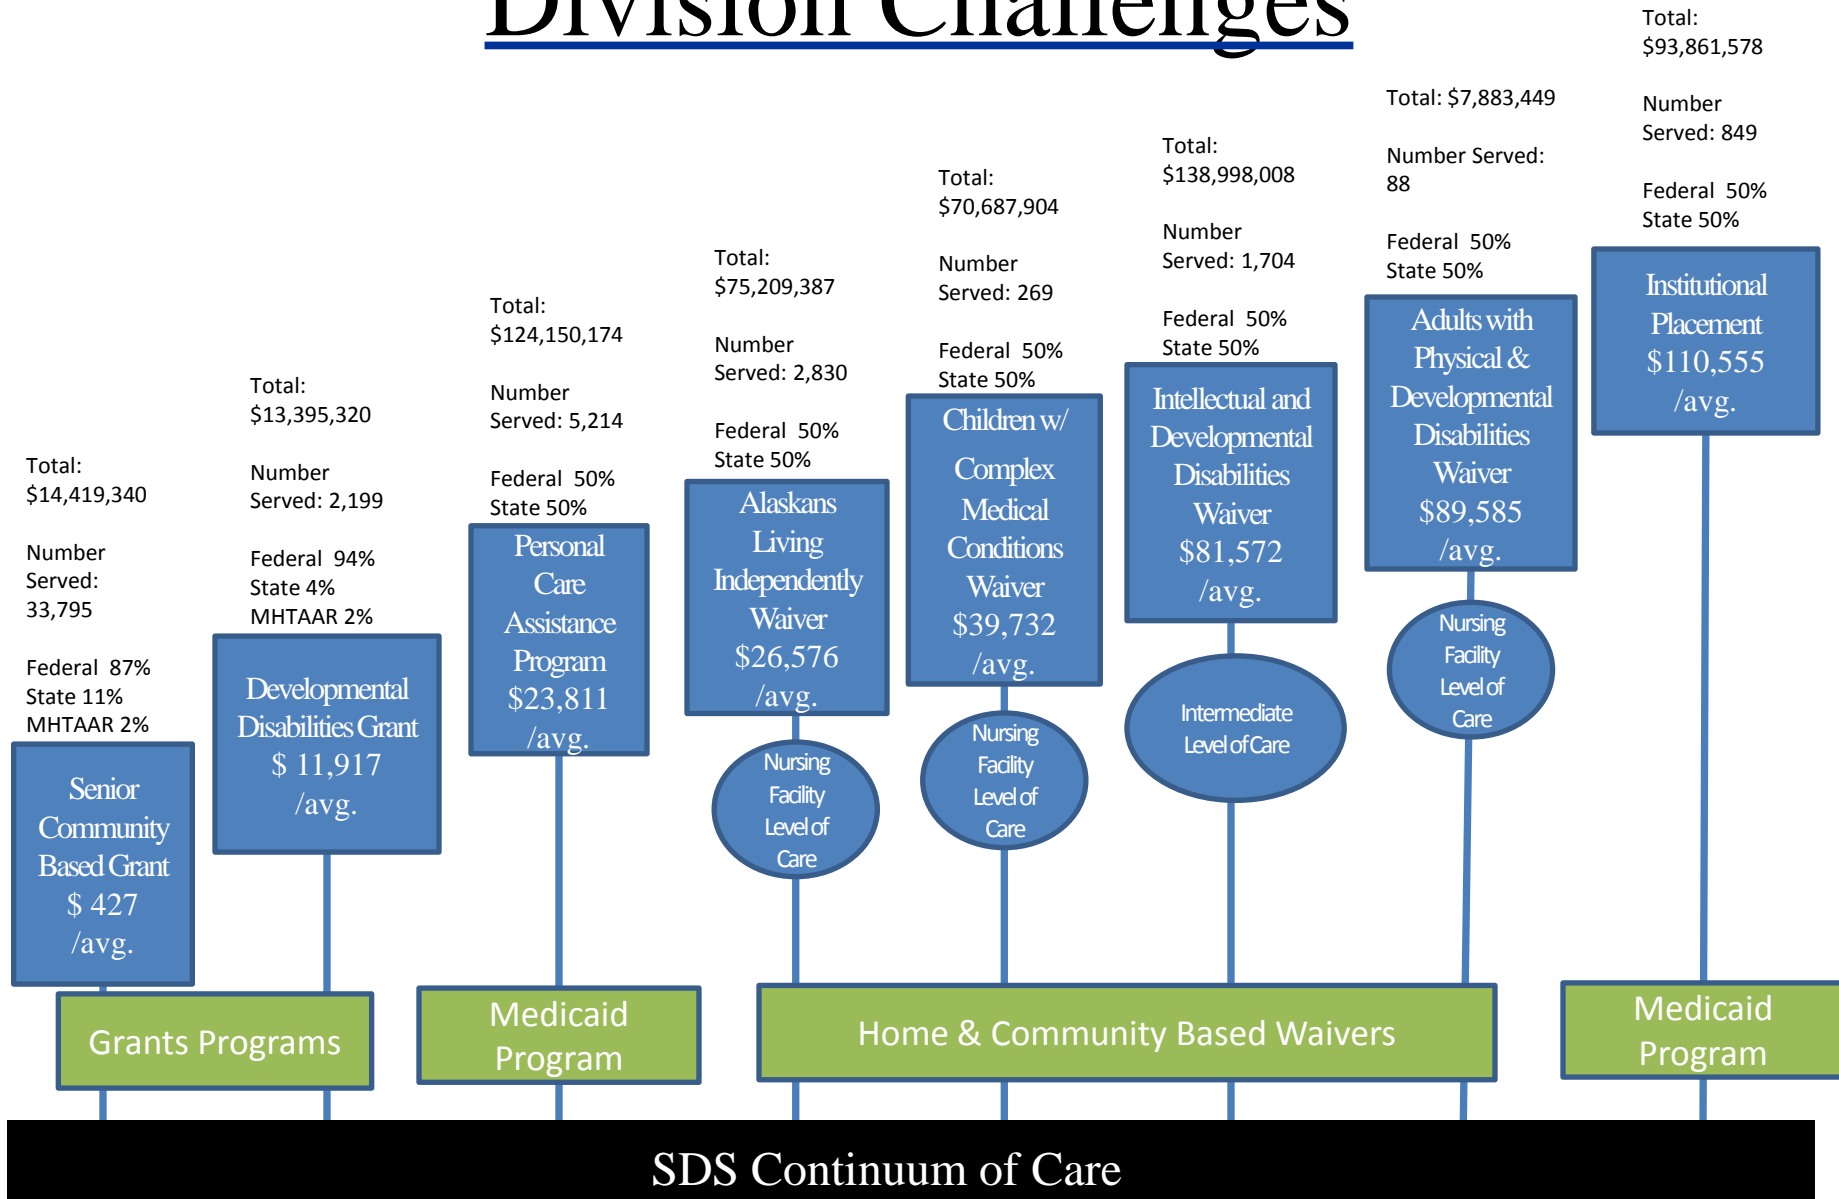 Division Challenges
Total:
$14,419,340
Number
Served:
33,795
Federal  87%
State 11%
MHTAAR 2%
Senior
Community
Based Grant
$ 427
/avg.
Total:
$13,395,320
Number
Served: 2,199
Federal  94%
State 4%
MHTAAR 2%
Developmental
Disabilities Grant
$ 11,917
/avg.
Total:
$124,150,174
Number
Served: 5,214
Federal  50%
State 50%
Personal
Care
Assistance
Program
$23,811
/avg.
Total:
$75,209,387
Number
Served: 2,830
Federal  50%
State 50%
Alaskans
Living
Independently
Waiver
$26,576
/avg.
Nursing
Facility
Level of
Care
Total:
$70,687,904
Number
Served: 269
Federal  50%
State 50%
Children w/
Complex
Medical
Conditions
Waiver
$39,732
/avg.
Nursing
Facility
Level of
Care
Total:
$138,998,008
Number
Served: 1,704
Federal  50%
State 50%
Intellectual and
Developmental
Disabilities
Waiver
$81,572
/avg.
Intermediate
Level of Care
Total: $7,883,449
Number Served:
88
Federal  50%
State 50%
Adults with
Physical &
Developmental
Disabilities
Waiver
$89,585
/avg.
Nursing
Facility
Level of
Care
Total:
$93,861,578
Number
Served: 849
Federal  50%
State 50%
Institutional
Placement
$110,555
/avg.
Grants Programs
Medicaid
Program
Home & Community Based Waivers
Medicaid
Program
SDS Continuum of Care